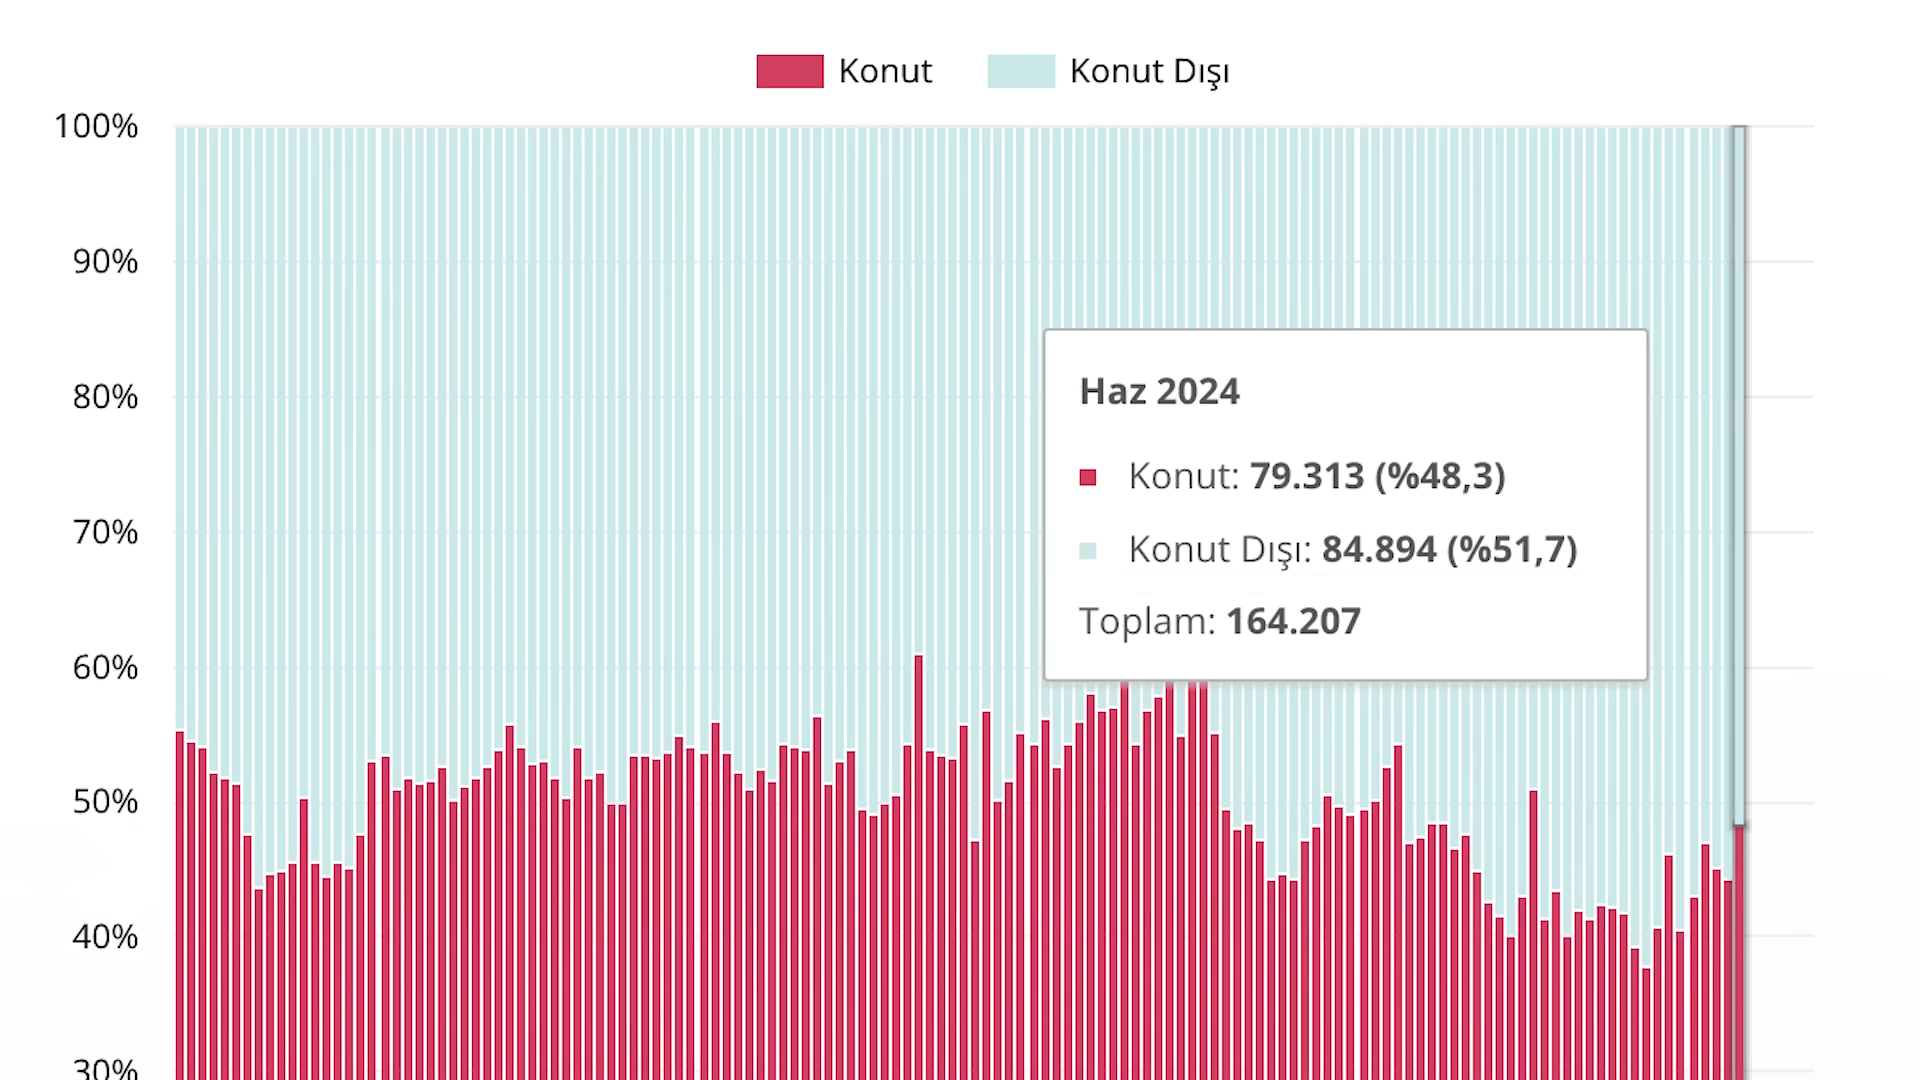 Konut Konut Dışı
100%
90%
80%
70%
60%
50%
40%
30%
Haz 2024
Konut: 79.313 (%48,3)
Konut Dışı: 84.894 (%51,7)
Toplam: 164.207